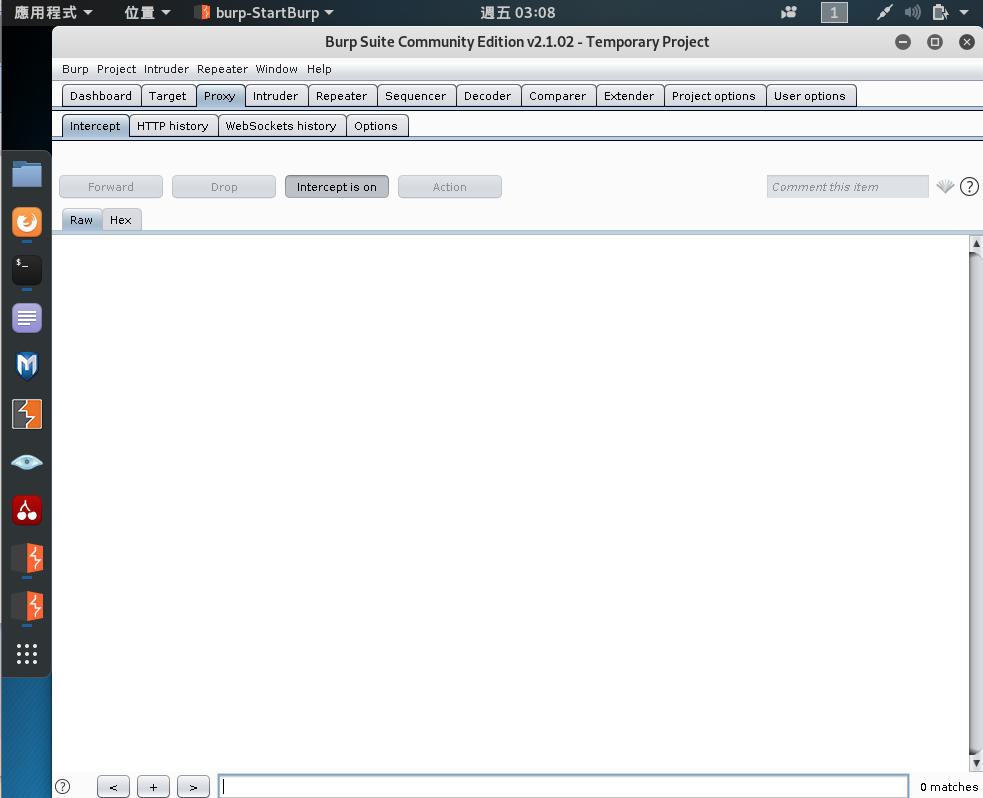 應用程式 位置 burp-StartBurp 週五 03:08 1
Burp Suite Community Edition v2.1.02 - Temporary Project
Burp Project Intruder Repeater Window Help
Dashboard Target Proxy Intruder Repeater Sequencer Decoder Comparer Extender Project options User options
Intercept HTTP history WebSockets history Options
Forward Drop Intercept is on Action Comment this item ?
Raw Hex
$_
M
? < + > 0 matches